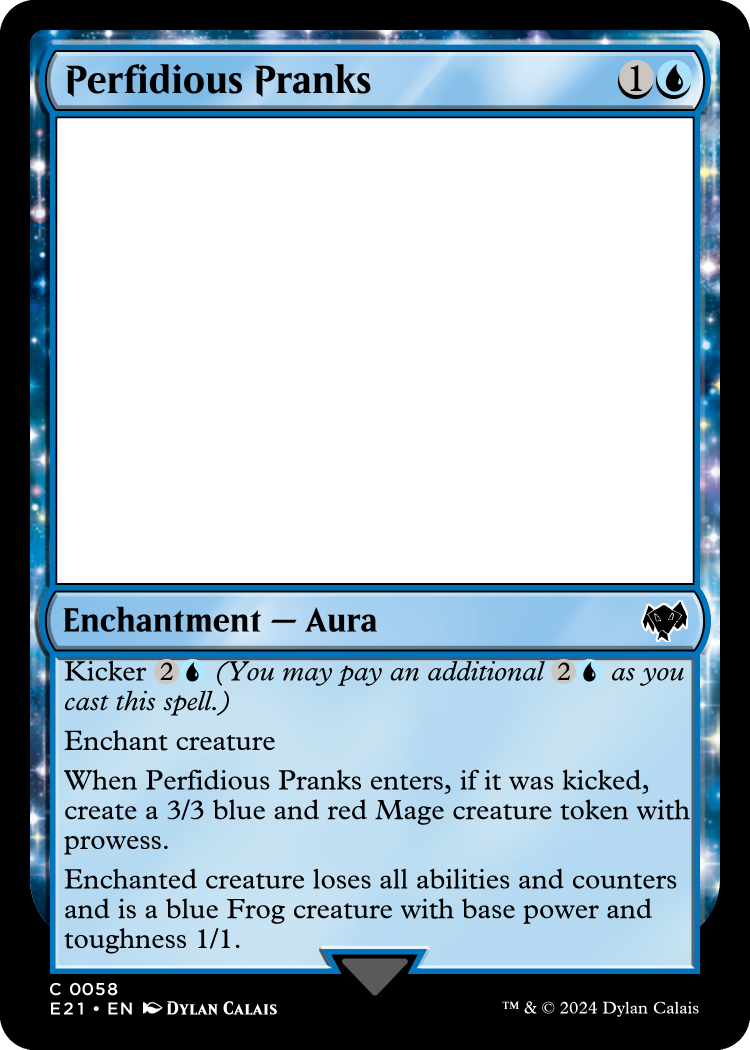 Perfidious Pranks 1
Enchantment — Aura
Kicker 2 (You may pay an additional 2 as you
cast this spell.)
Enchant creature
When Perfidious Pranks enters, if it was kicked,
create a 3/3 blue and red Mage creature token with
prowess.
Enchanted creature loses all abilities and counters
and is a blue Frog creature with base power and
toughness 1/1.
C 0058
E21 • EN Dylan Calais
™ & © 2024 Dylan Calais